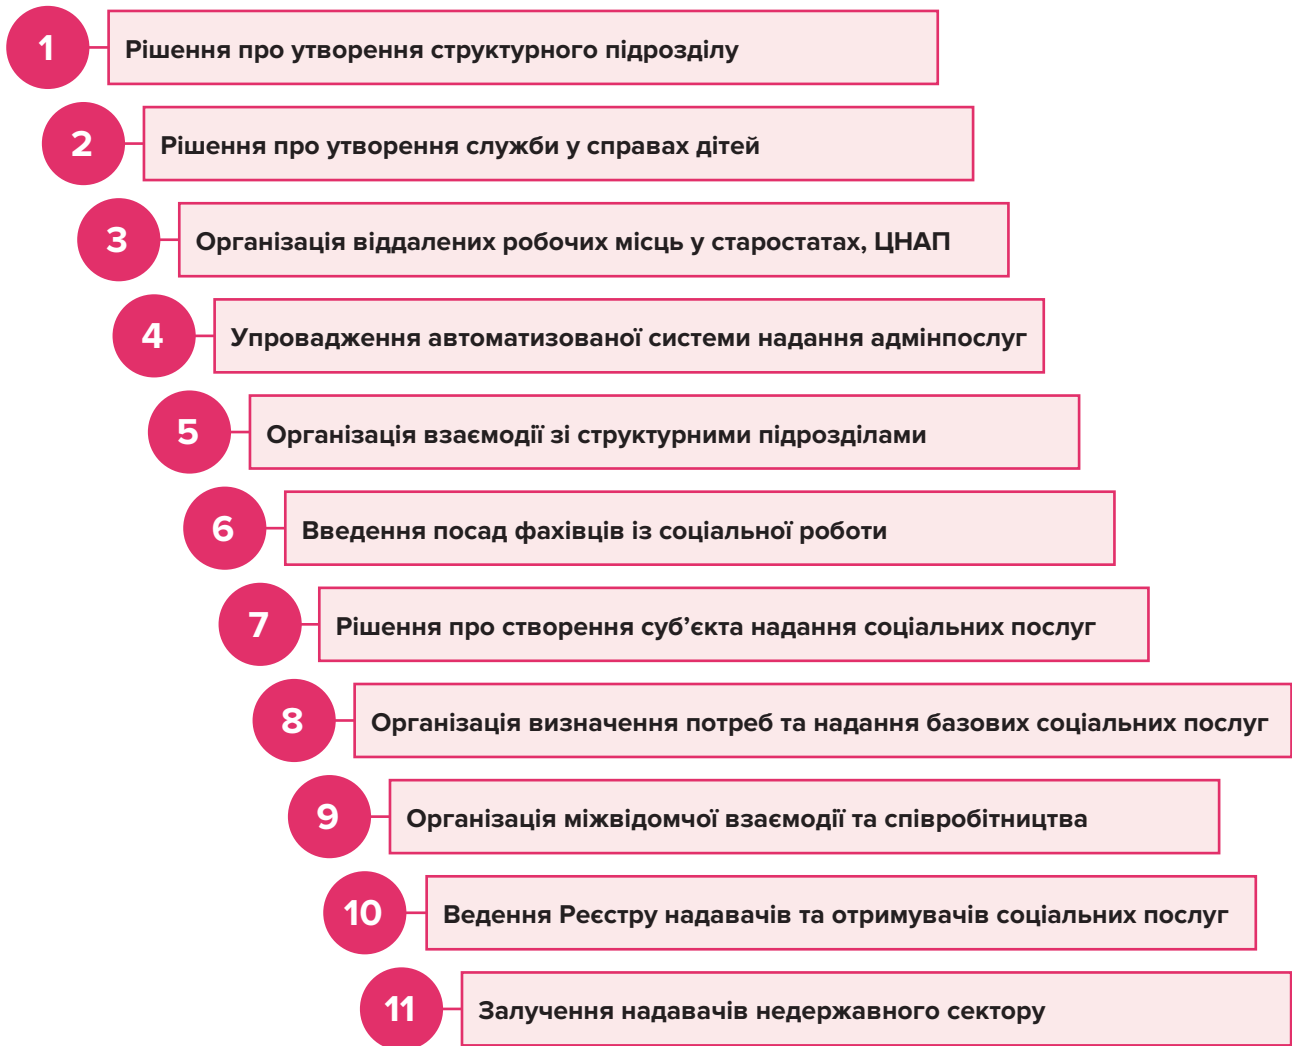 1 Рішення про утворення структурного підрозділу
2 Рішення про утворення служби у справах дітей
3 Організація віддалених робочих місць у старостатах, ЦНАП
4 Упровадження автоматизованої системи надання адмінпослуг
5 Організація взаємодії зі структурними підрозділами
6 Введення посад фахівців із соціальної роботи
7 Рішення про створення суб’єкта надання соціальних послуг
8 Організація визначення потреб та надання базових соціальних послуг
9 Організація міжвідомчої взаємодії та співробітництва
10 Ведення Реєстру надавачів та отримувачів соціальних послуг
11 Залучення надавачів недержавного сектору